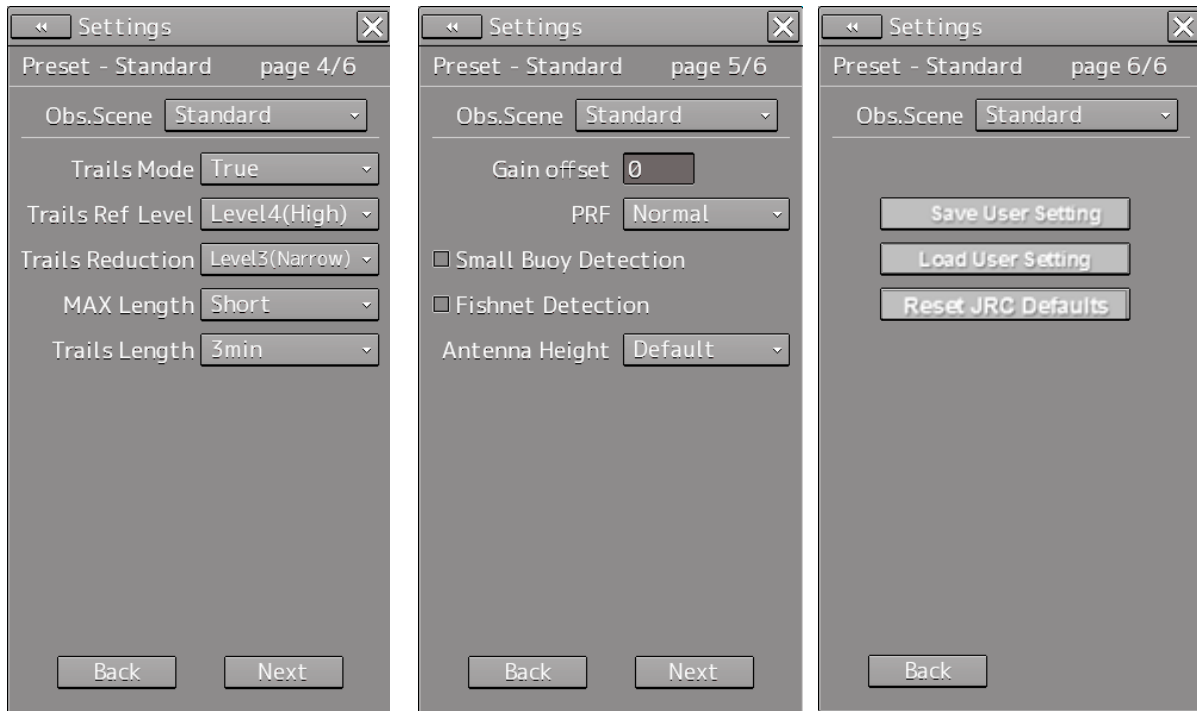 Settings
Preset - Standard page 4/6
Obs.Scene Standard
Trails Mode True
Trails Ref Level Level4(High)
Trails Reduction Level3(Narrow)
MAX Length Short
Trails Length 3min
Back Next
Settings
Preset - Standard page 5/6
Obs.Scene Standard
Gain offset 0
PRF Normal
Small Buoy Detection
Fishnet Detection
Antenna Height Default
Back Next
Settings
Preset - Standard page 6/6
Obs.Scene Standard
Save User Setting
Load User Setting
Reset JRC Defaults
Back